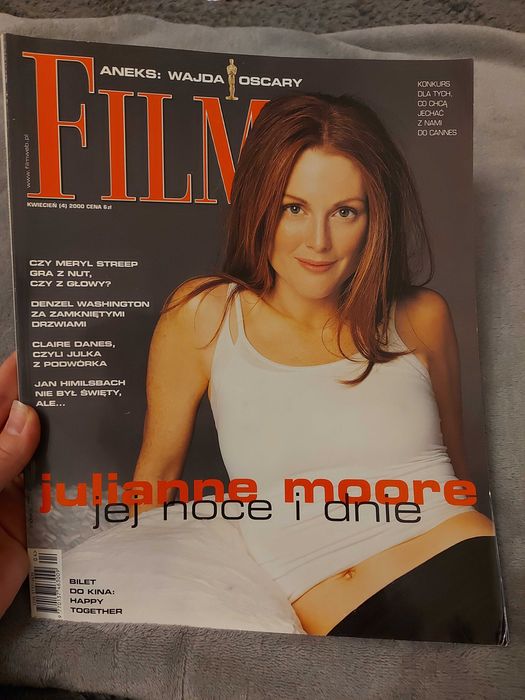 ANEKS: WAJDA OSCARY
FILM
www.filmweb.pl
KWIECIEŃ (4) 2000 CENA 6zł
KONKURS
DLA TYCH,
CO CHCĄ
JECHAĆ
Z NAMI
DO CANNES
CZY MERYL STREEP
GRA Z NUT,
CZY Z GŁOWY?
DENZEL WASHINGTON
ZA ZAMKNIĘTYMI
DRZWIAMI
CLAIRE DANES,
CZYLI JULKA
Z PODWÓRKA
JAN HIMILSBACH
NIE BYŁ ŚWIĘTY,
ALE...
julianne moore
jej noce i dnie
BILET
DO KINA:
HAPPY
TOGETHER
04